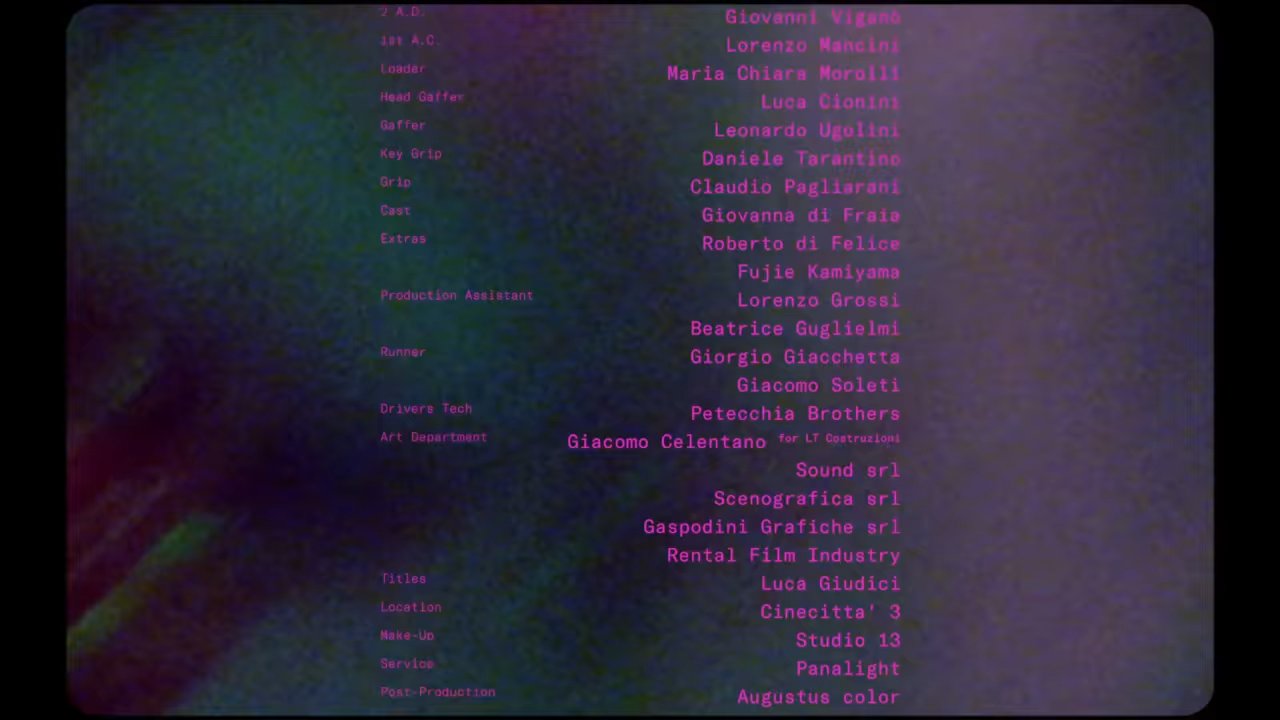 2 A.D. Giovanni Viganò
1st A.C. Lorenzo Mancini
Loader Maria Chiara Morolli
Head Gaffer Luca Cionini
Gaffer Leonardo Ugolini
Key Grip Daniele Tarantino
Grip Claudio Pagliarani
Cast Giovanna di Fraia
Extras Roberto di Felice
Fujie Kamiyama
Production Assistant Lorenzo Grossi
Beatrice Guglielmi
Runner Giorgio Giacchetta
Giacomo Soleti
Drivers Tech Petecchia Brothers
Art Department Giacomo Celentano for LT Costruzioni
Sound srl
Scenografica srl
Gaspodini Grafiche srl
Rental Film Industry
Titles Luca Giudici
Location Cinecitta' 3
Make-Up Studio 13
Service Panalight
Post-Production Augustus color